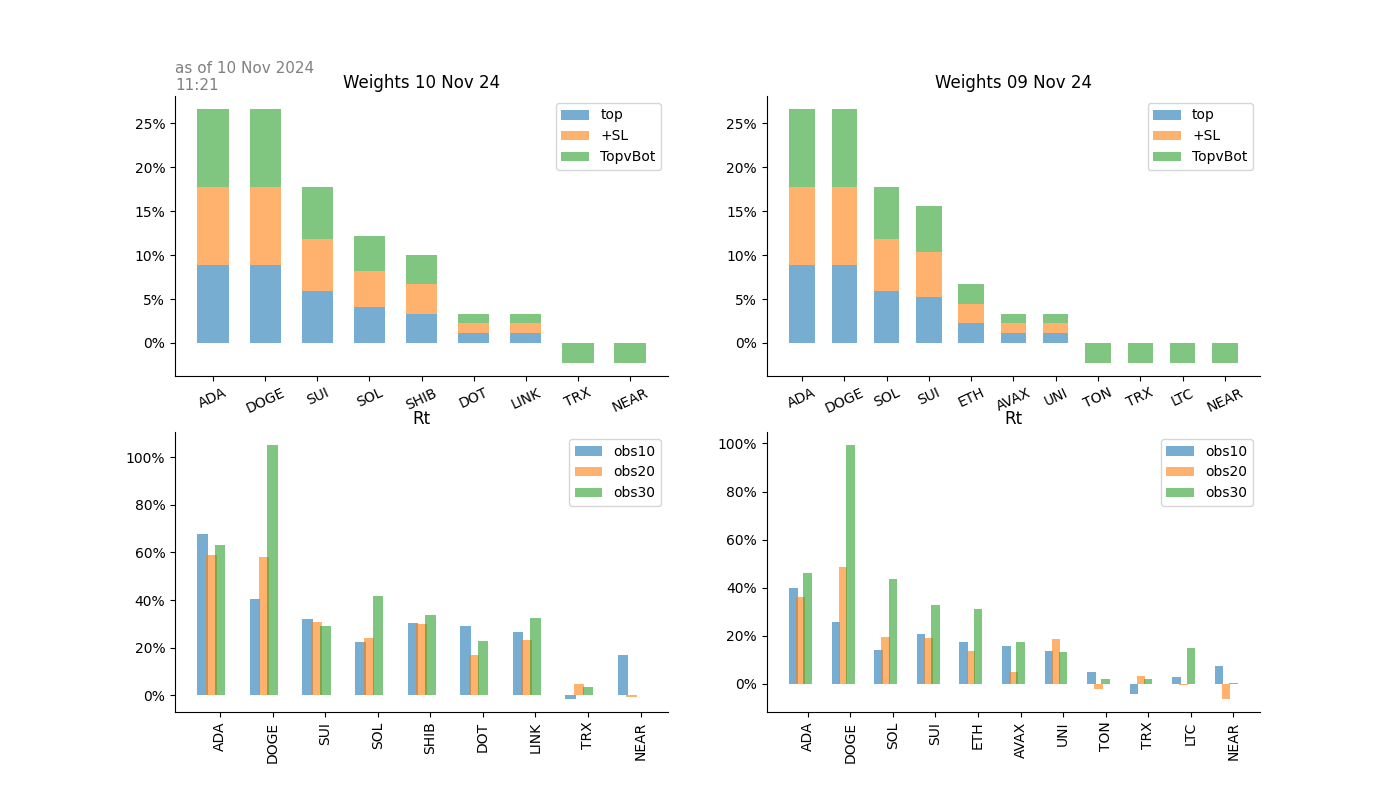 as of 10 Nov 2024
11:21
Weights 10 Nov 24
25%
20%
15%
10%
5%
0%
top
+SL
TopvBot
ADA DOGE SUI SOL SHIB DOT LINK TRX NEAR
Weights 09 Nov 24
25%
20%
15%
10%
5%
0%
top
+SL
TopvBot
ADA DOGE SOL SUI ETH AVAX UNI TON TRX LTC NEAR
Rt
100%
80%
60%
40%
20%
0%
obs10
obs20
obs30
ADA DOGE SUI SOL SHIB DOT LINK TRX NEAR
Rt
100%
80%
60%
40%
20%
0%
obs10
obs20
obs30
ADA DOGE SOL SUI ETH AVAX UNI TON TRX LTC NEAR